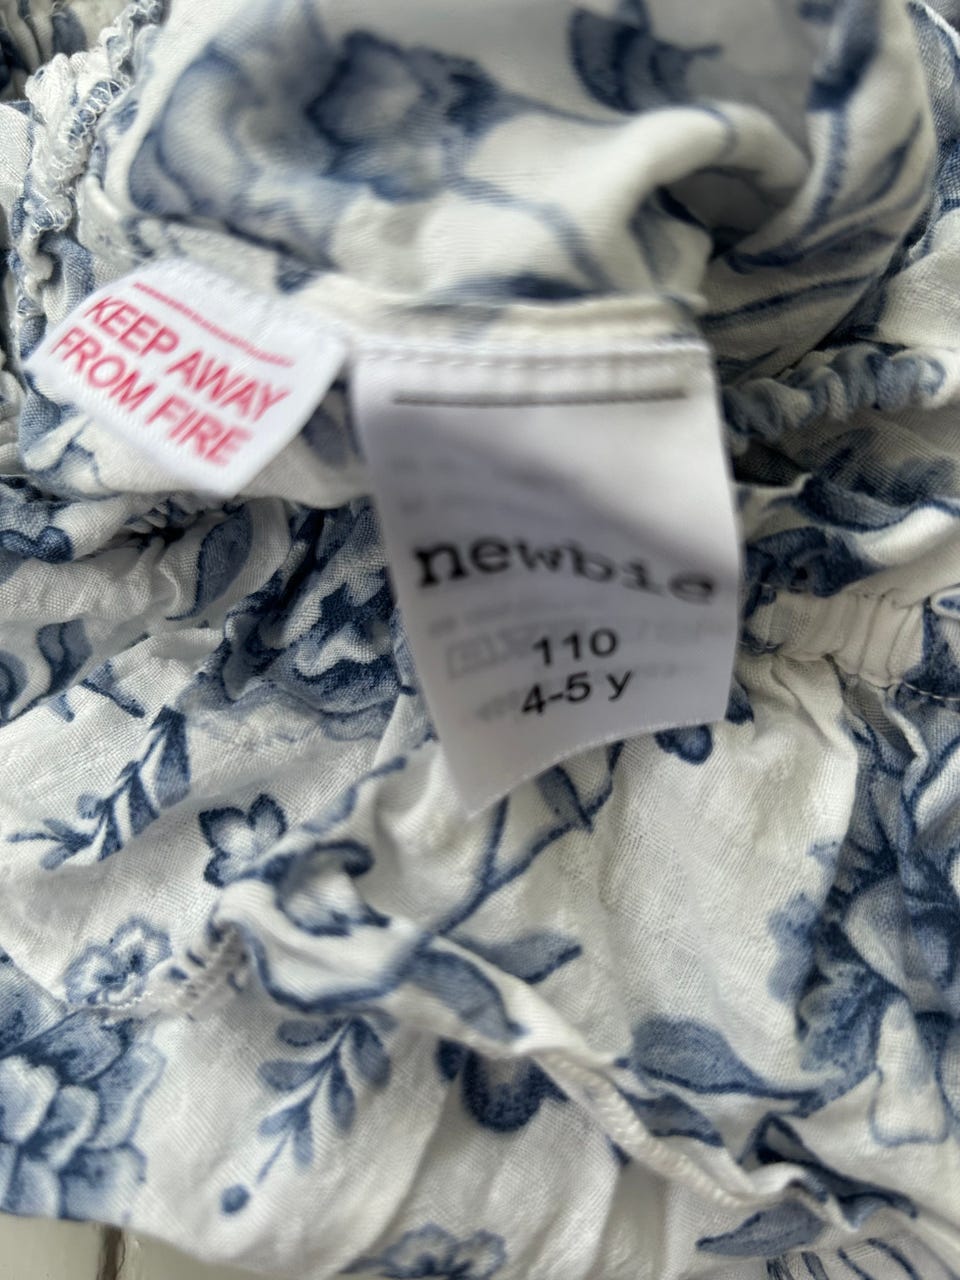 KEEP AWAY
FROM FIRE
newbie
110
4-5 y